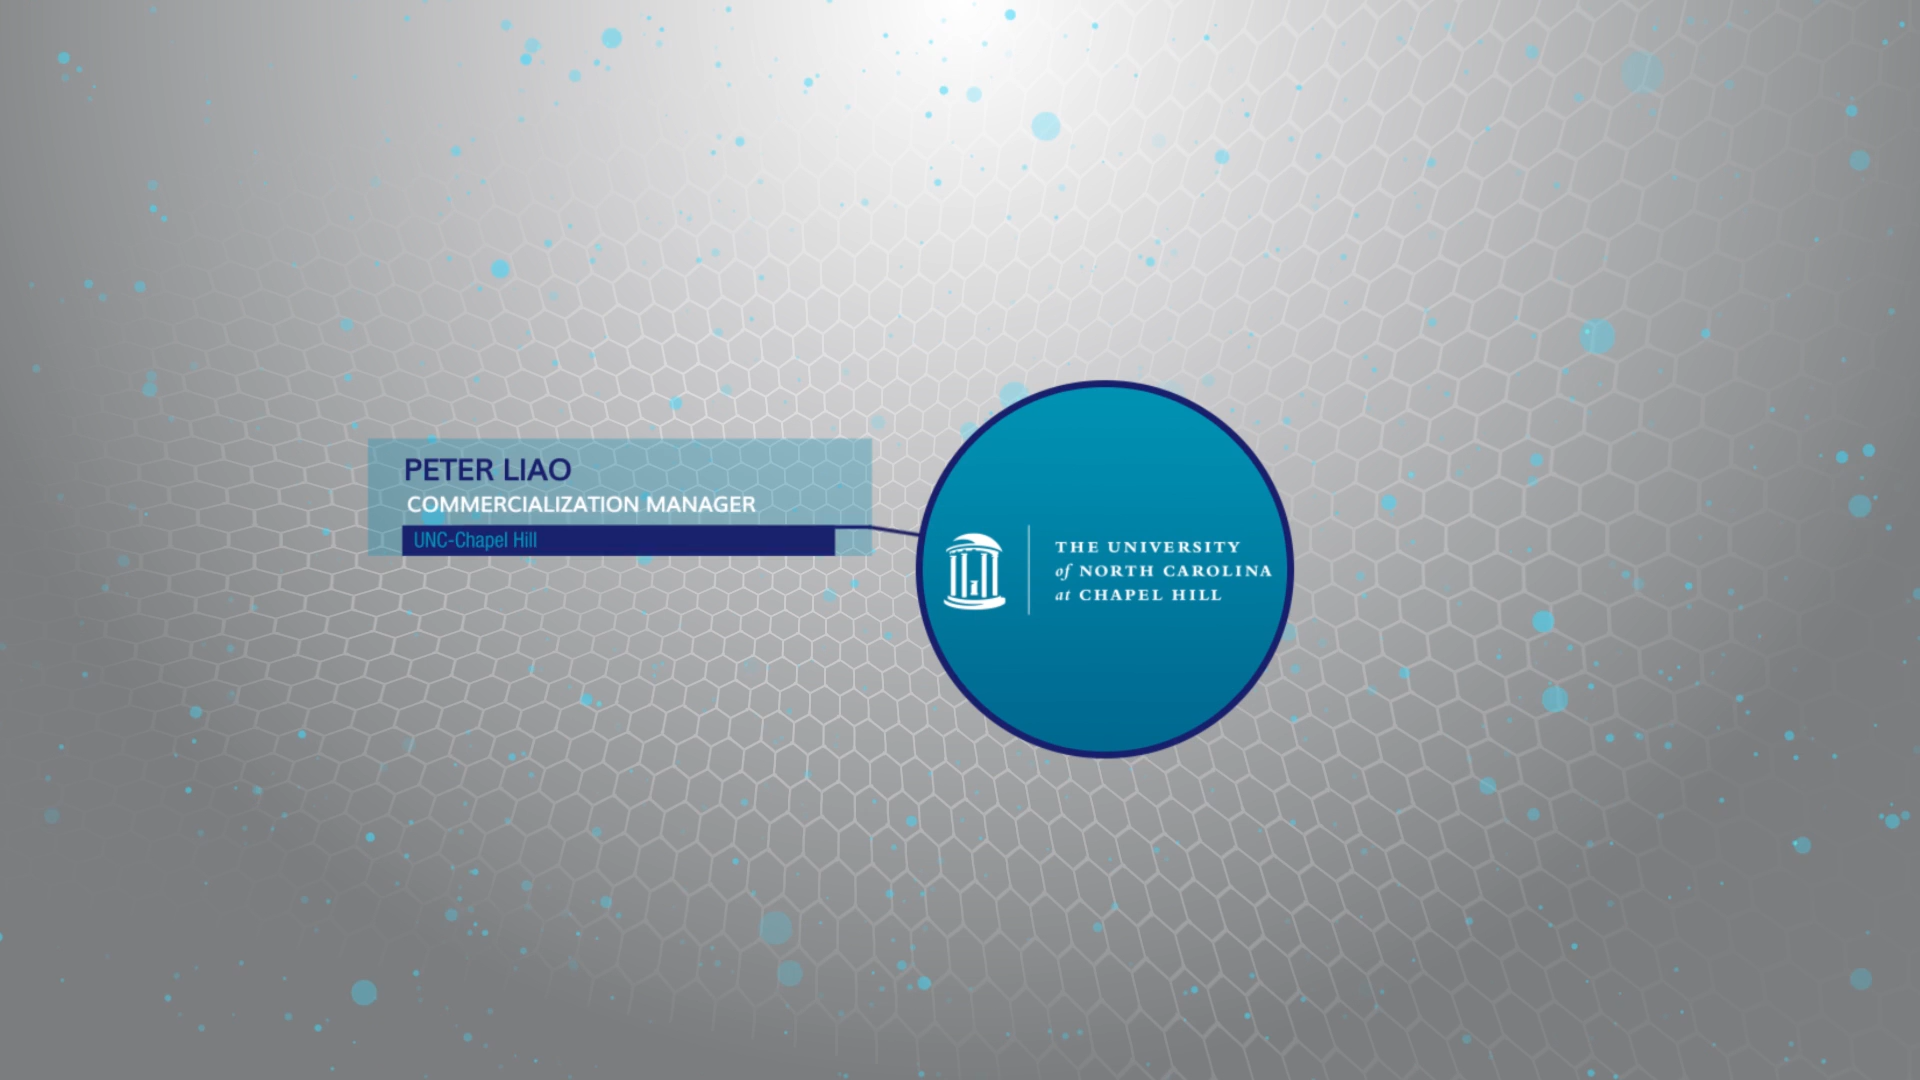 PETER LIAO
COMMERCIALIZATION MANAGER
UNC-Chapel Hill
THE UNIVERSITY
of NORTH CAROLINA
at CHAPEL HILL